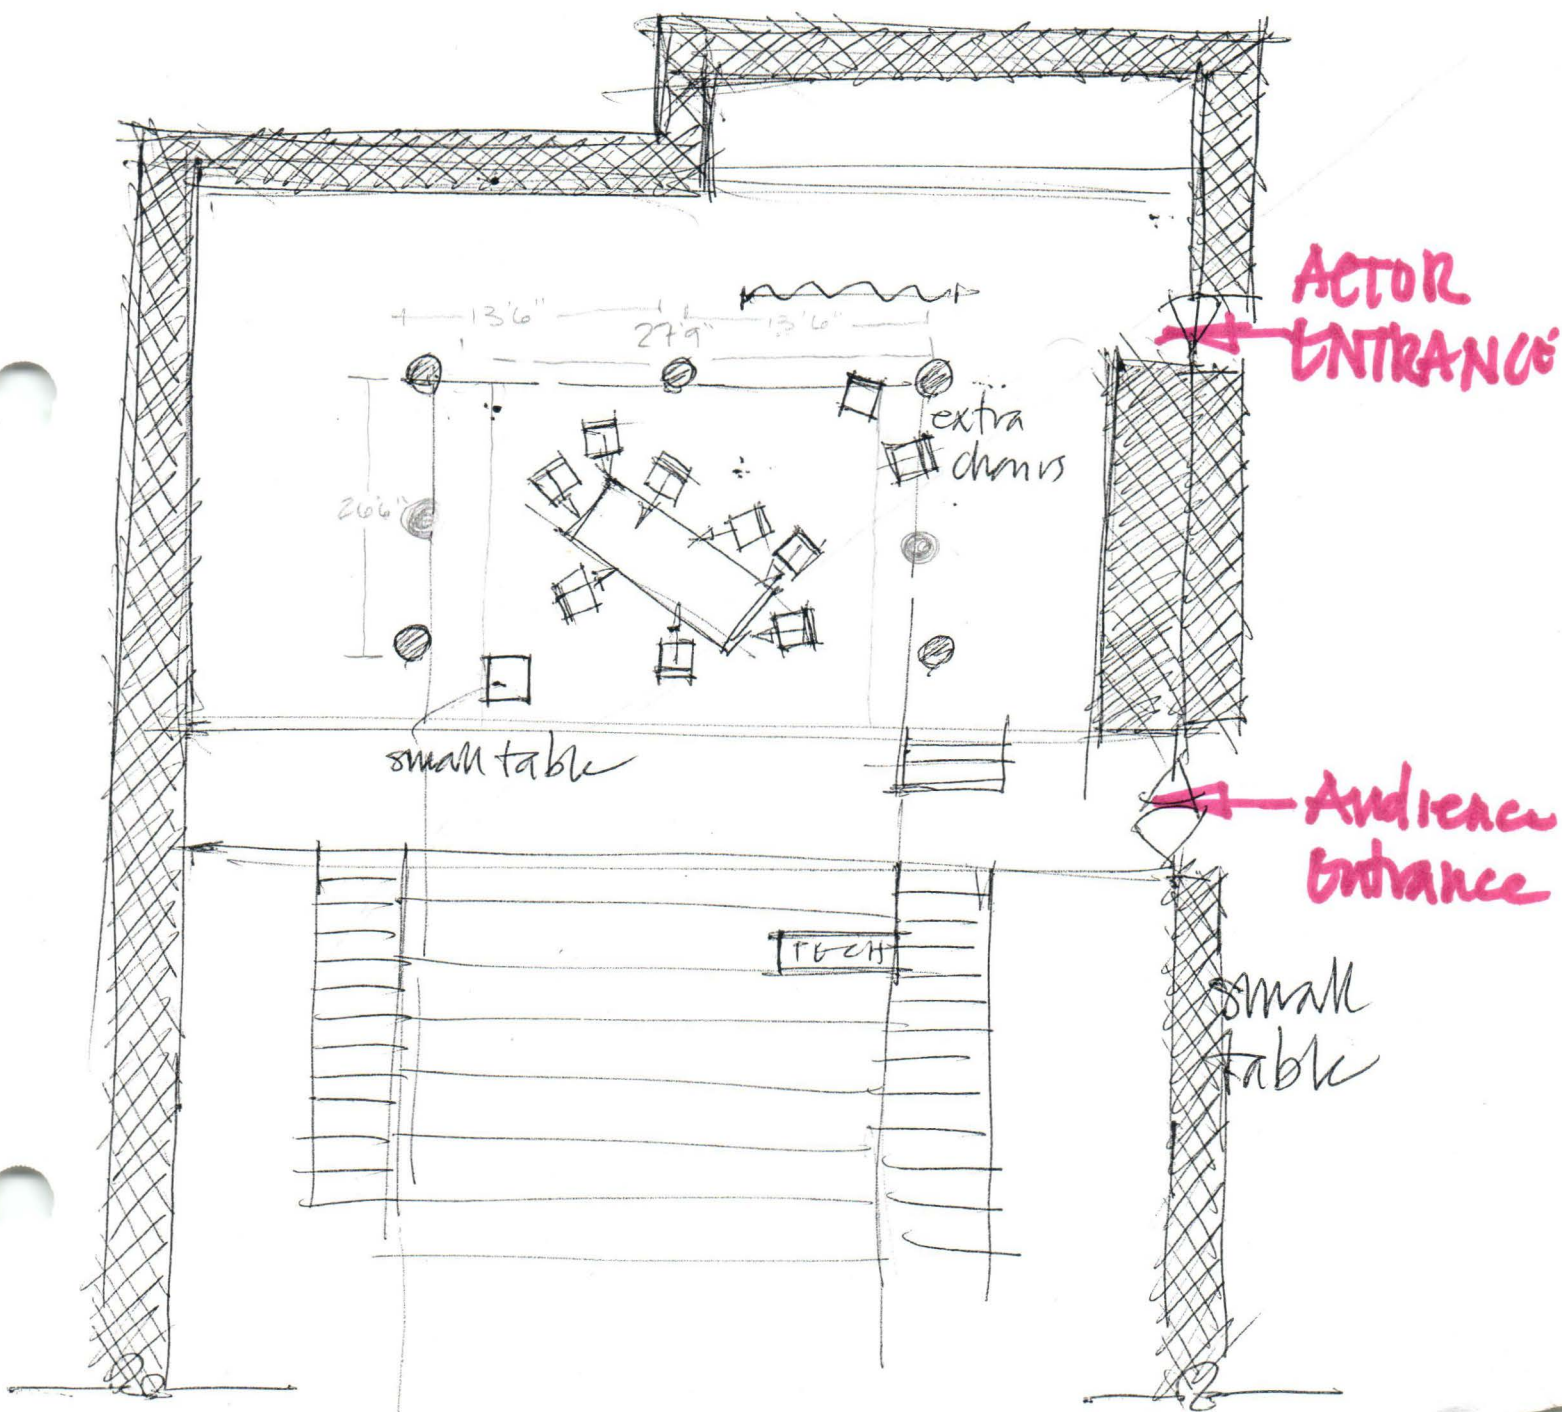 ACTOR
ENTRANCE
13'6"
27'9"
13'6"
extra
chairs
26'6"
small table
Audience
Entrance
TECH
small
table